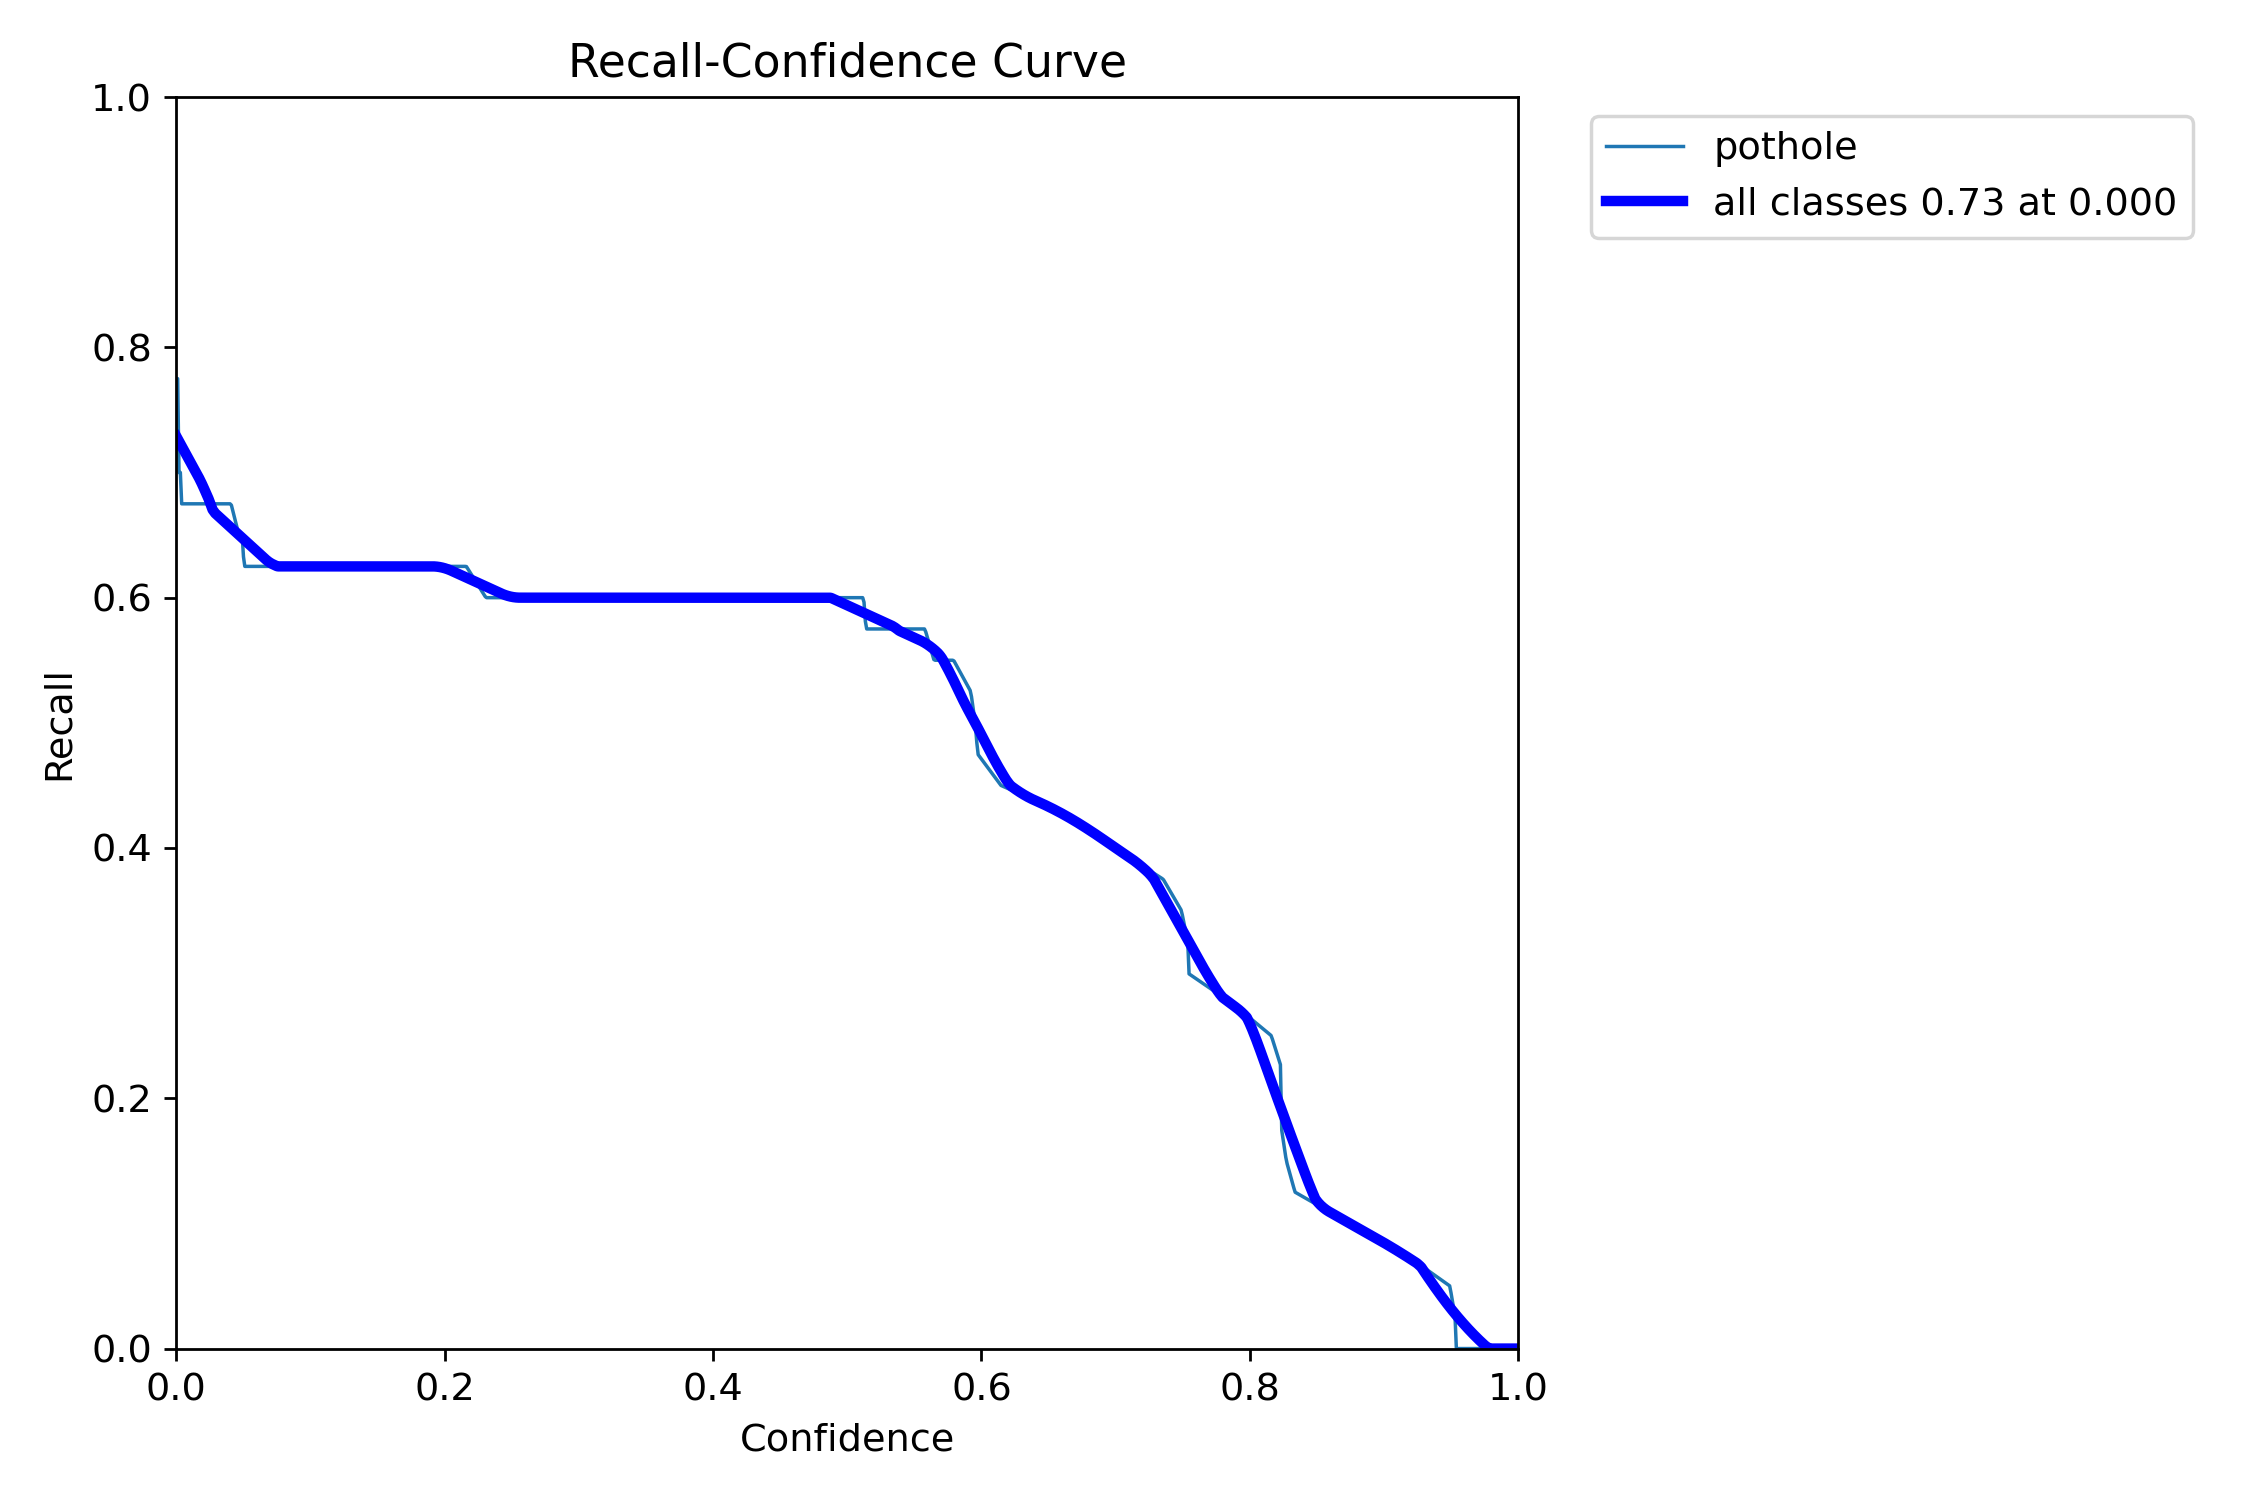 Recall-Confidence Curve
1.0
0.8
0.6
0.4
0.2
0.0
Recall
0.0 0.2 0.4 0.6 0.8 1.0
Confidence
pothole
all classes 0.73 at 0.000